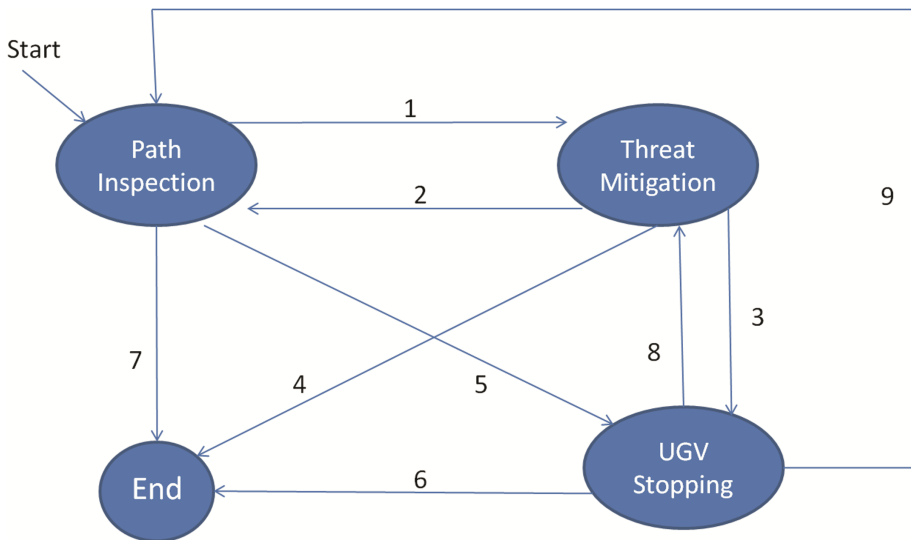 Start
1
Path
Inspection
Threat
Mitigation
2
9
3
7
4
5
8
UGV
Stopping
6
End